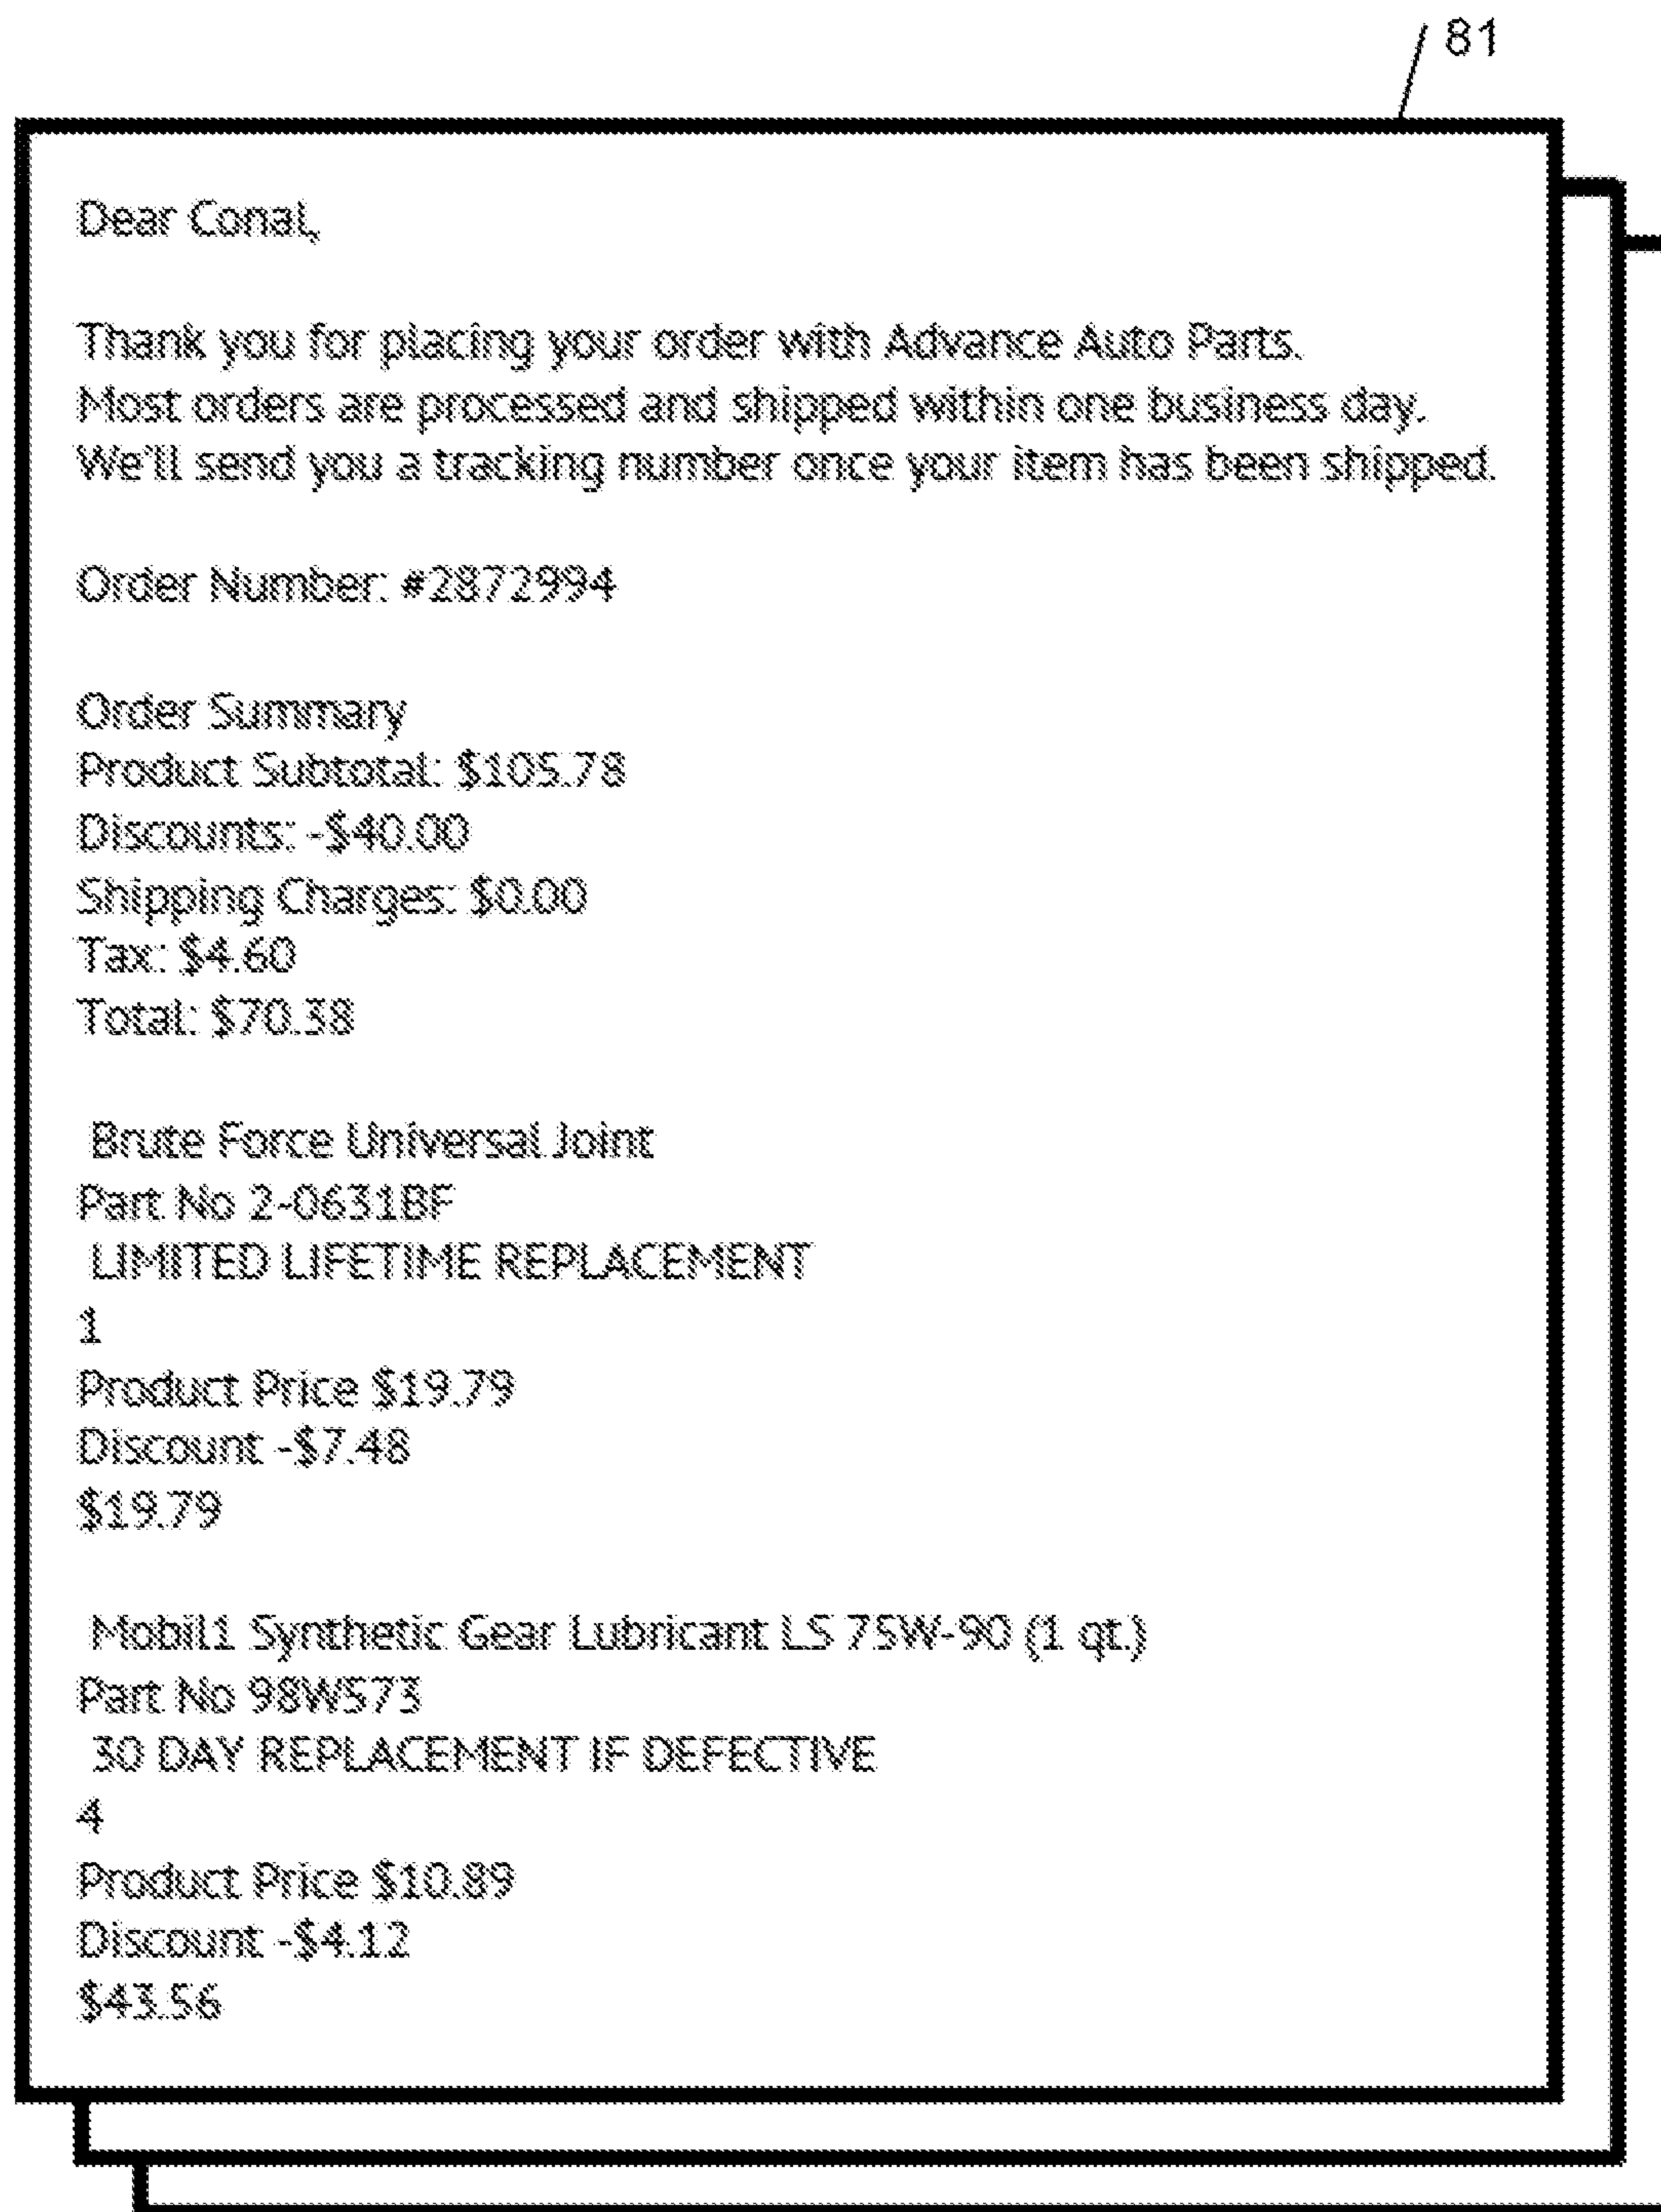 81
Dear Conal,
Thank you for placing your order with Advance Auto Parts.
Most orders are processed and shipped within one business day.
We'll send you a tracking number once your item has been shipped.
Order Number: #2872994
Order Summary
Product Subtotal: $105.78
Discounts: -$40.00
Shipping Charges: $0.00
Tax: $4.60
Total: $70.38
Brute Force Universal Joint
Part No 2-0631BF
LIMITED LIFETIME REPLACEMENT
1
Product Price $19.79
Discount -$7.48
$19.79
Mobil1 Synthetic Gear Lubricant LS 75W-90 (1 qt.)
Part No 98W573
30 DAY REPLACEMENT IF DEFECTIVE
4
Product Price $10.89
Discount -$4.12
$43.56